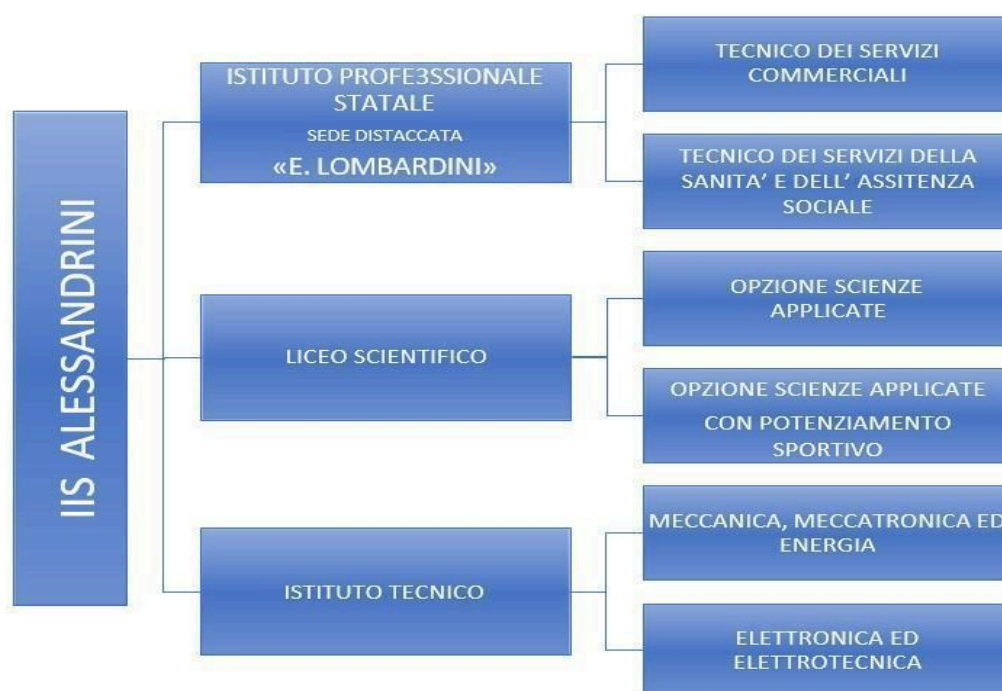 IIS ALESSANDRINI
ISTITUTO PROFE3SSIONALE
STATALE
SEDE DISTACCATA
«E. LOMBARDINI»
TECNICO DEI SERVIZI
COMMERCIALI
TECNICO DEI SERVIZI DELLA
SANITA’ E DELL’ ASSITENZA
SOCIALE
LICEO SCIENTIFICO
OPZIONE SCIENZE
APPLICATE
OPZIONE SCIENZE APPLICATE
CON POTENZIAMENTO
SPORTIVO
ISTITUTO TECNICO
MECCANICA, MECCATRONICA ED
ENERGIA
ELETTRONICA ED
ELETTROTECNICA